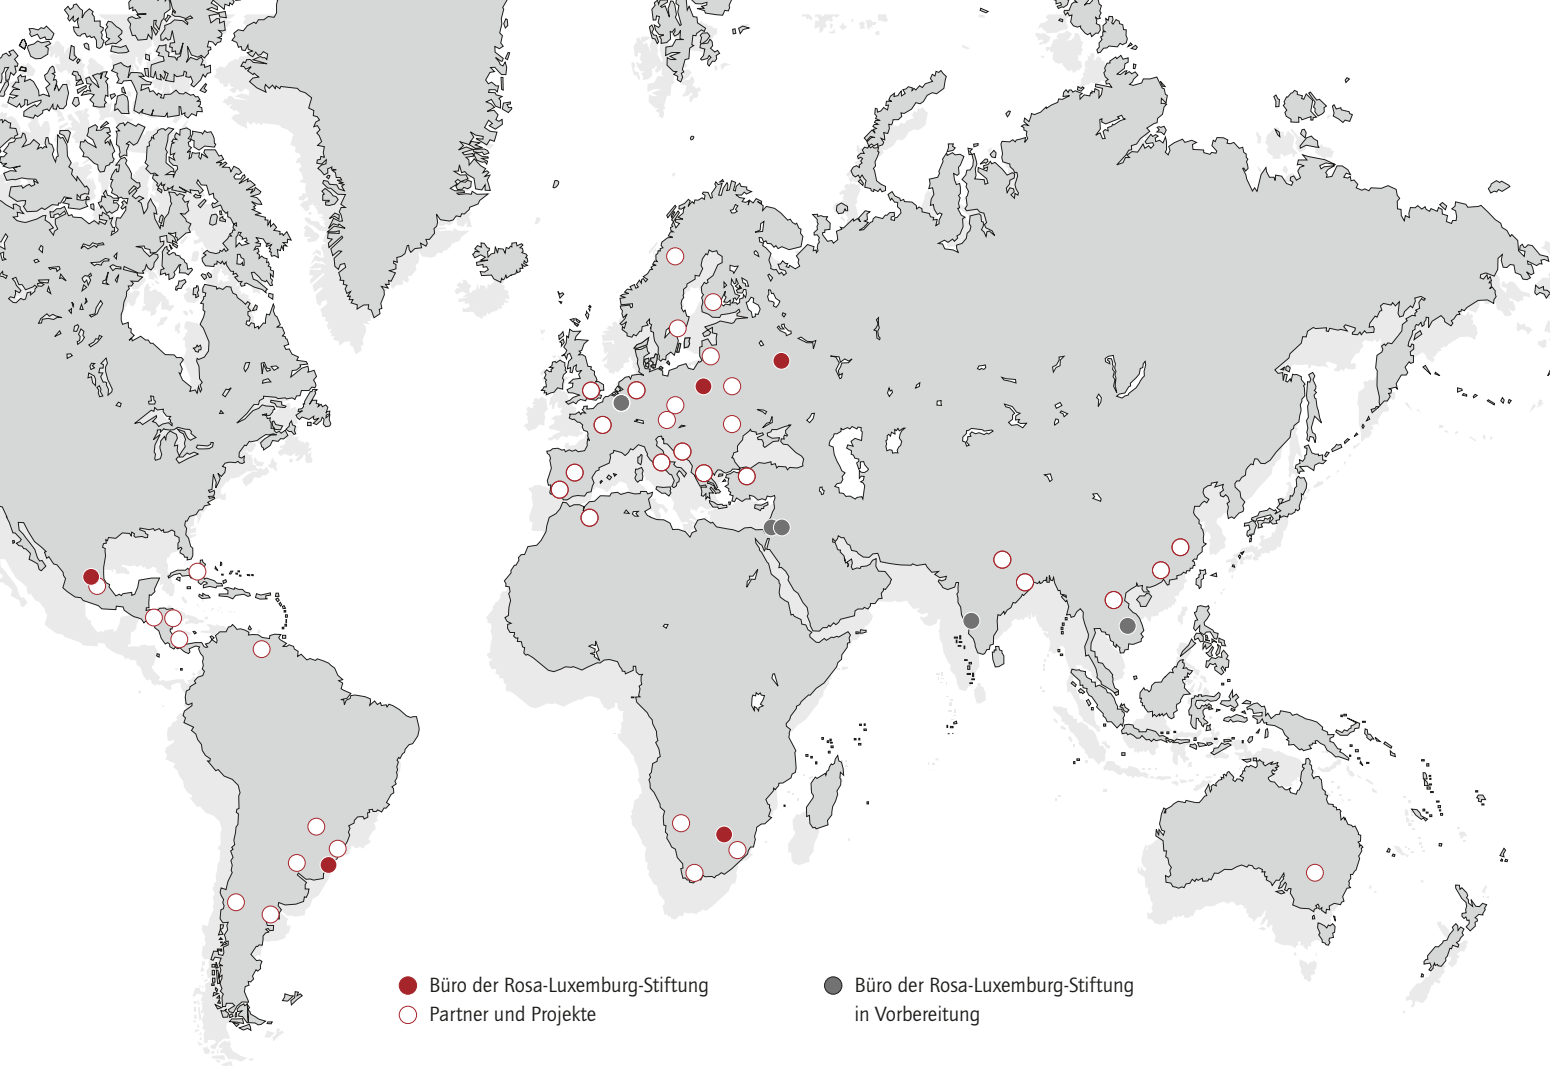 Büro der Rosa-Luxemburg-Stiftung
Partner und Projekte
Büro der Rosa-Luxemburg-Stiftung
in Vorbereitung